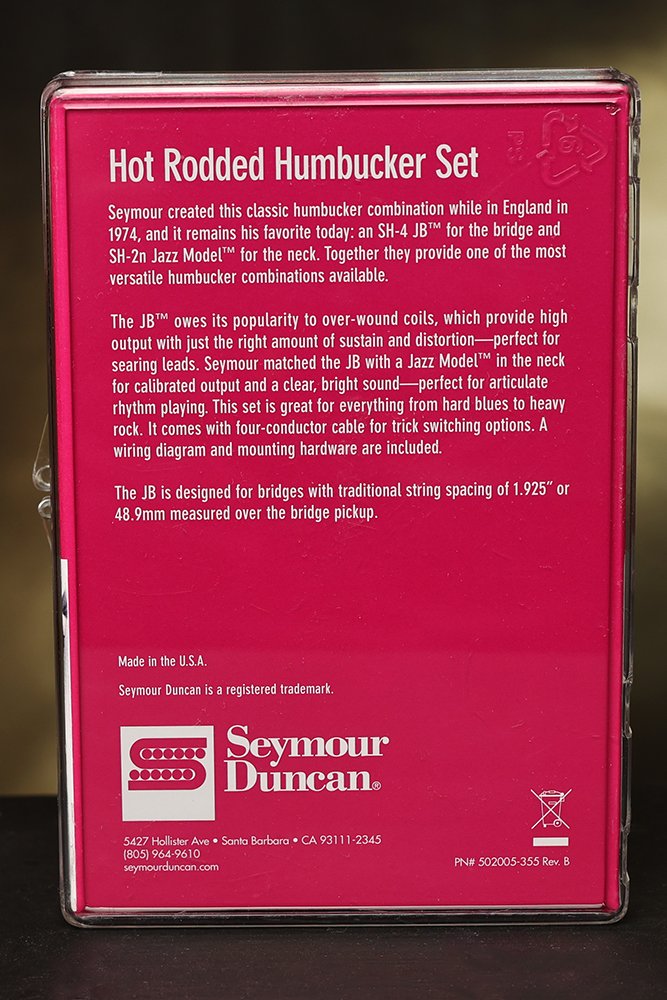 PS
6
Hot Rodded Humbucker Set
Seymour created this classic humbucker combination while in England in
1974, and it remains his favorite today: an SH-4 JB™ for the bridge and
SH-2n Jazz Model™ for the neck. Together they provide one of the most
versatile humbucker combinations available.
The JB™ owes its popularity to over-wound coils, which provide high
output with just the right amount of sustain and distortion—perfect for
searing leads. Seymour matched the JB with a Jazz Model™ in the neck
for calibrated output and a clear, bright sound—perfect for articulate
rhythm playing. This set is great for everything from hard blues to heavy
rock. It comes with four-conductor cable for trick switching options. A
wiring diagram and mounting hardware are included.
The JB is designed for bridges with traditional string spacing of 1.925″ or
48.9mm measured over the bridge pickup.
Made in the U.S.A.
Seymour Duncan is a registered trademark.
Seymour
Duncan®
5427 Hollister Ave • Santa Barbara • CA 93111-2345
(805) 964-9610
seymourduncan.com
PN# 502005-355 Rev. B